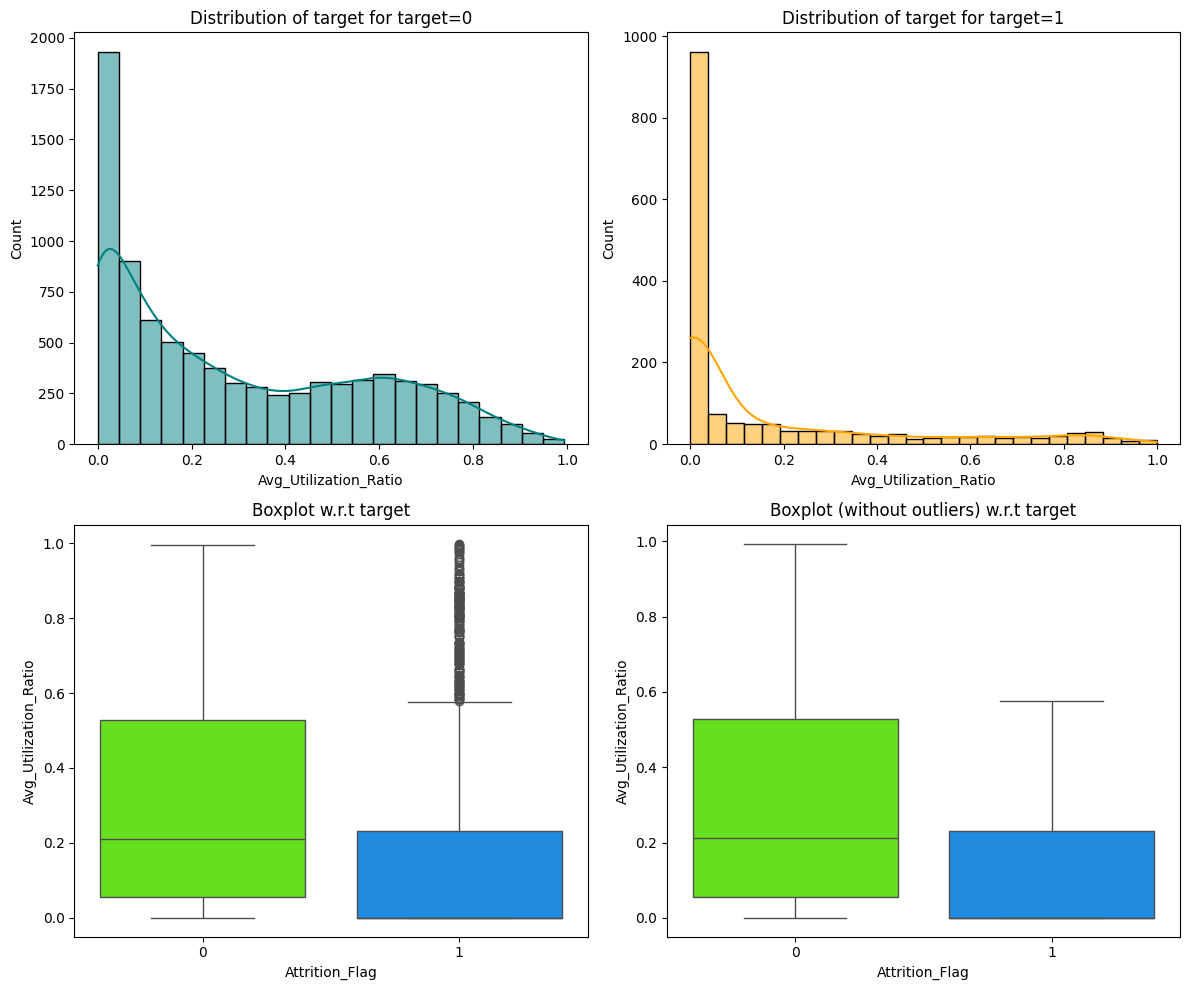 Distribution of target for target=0
2000
1750
1500
1250
1000
750
500
250
0
Count
0.0 0.2 0.4 0.6 0.8 1.0
Avg_Utilization_Ratio
Distribution of target for target=1
1000
800
600
400
200
0
Count
0.0 0.2 0.4 0.6 0.8 1.0
Avg_Utilization_Ratio
Boxplot w.r.t target
1.0
0.8
0.6
0.4
0.2
0.0
Avg_Utilization_Ratio
0 1
Attrition_Flag
Boxplot (without outliers) w.r.t target
1.0
0.8
0.6
0.4
0.2
0.0
Avg_Utilization_Ratio
0 1
Attrition_Flag